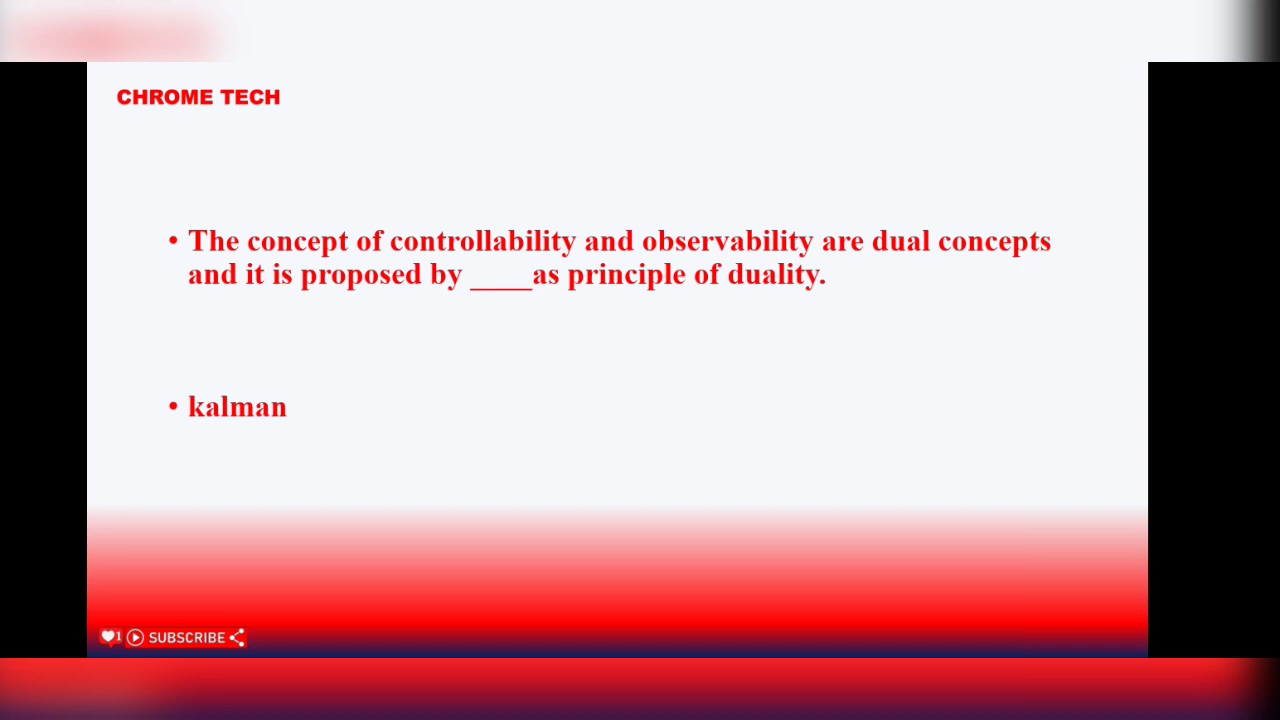 CHROME TECH
• The concept of controllability and observability are dual concepts
and it is proposed by ____as principle of duality.
• kalman
1 SUBSCRIBE